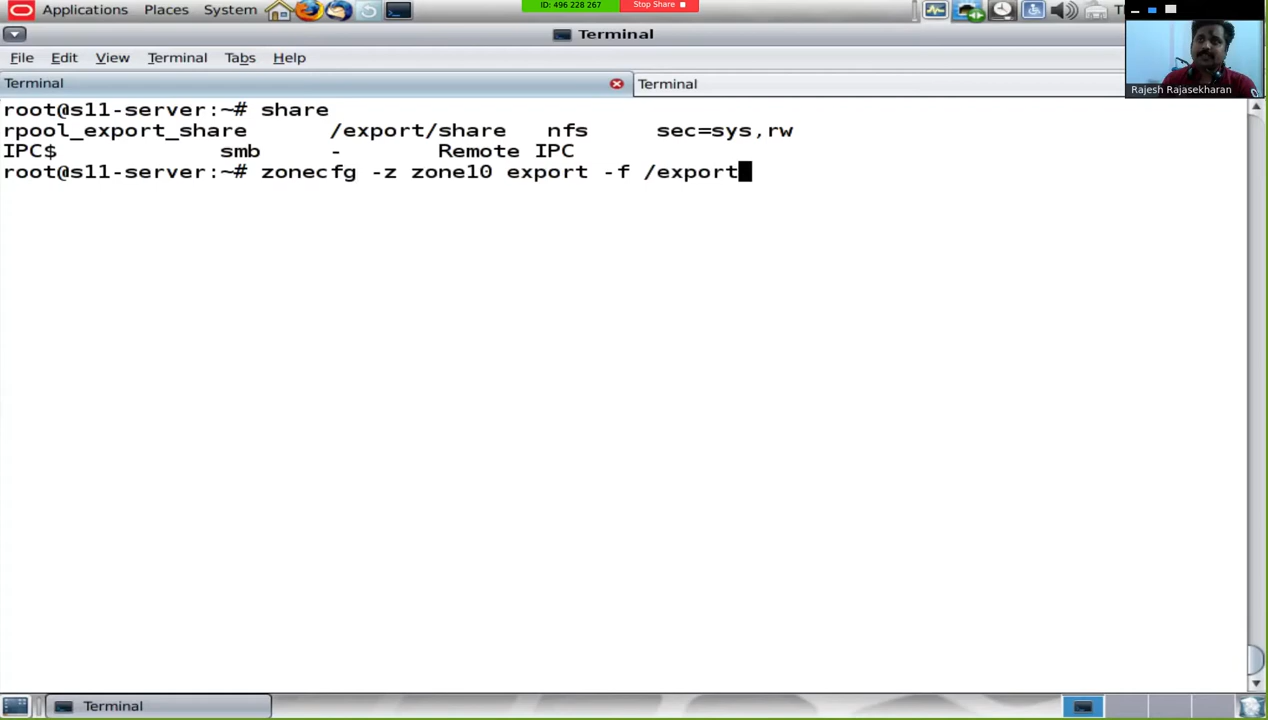 Applications Places System
ID: 496 228 267 Stop Share
Terminal
File Edit View Terminal Tabs Help
Terminal Terminal
Rajesh Rajasekharan
root@s11-server:~# share
rpool_export_share /export/share nfs sec=sys,rw
IPC$ smb - Remote IPC
root@s11-server:~# zonecfg -z zone10 export -f /export
Terminal